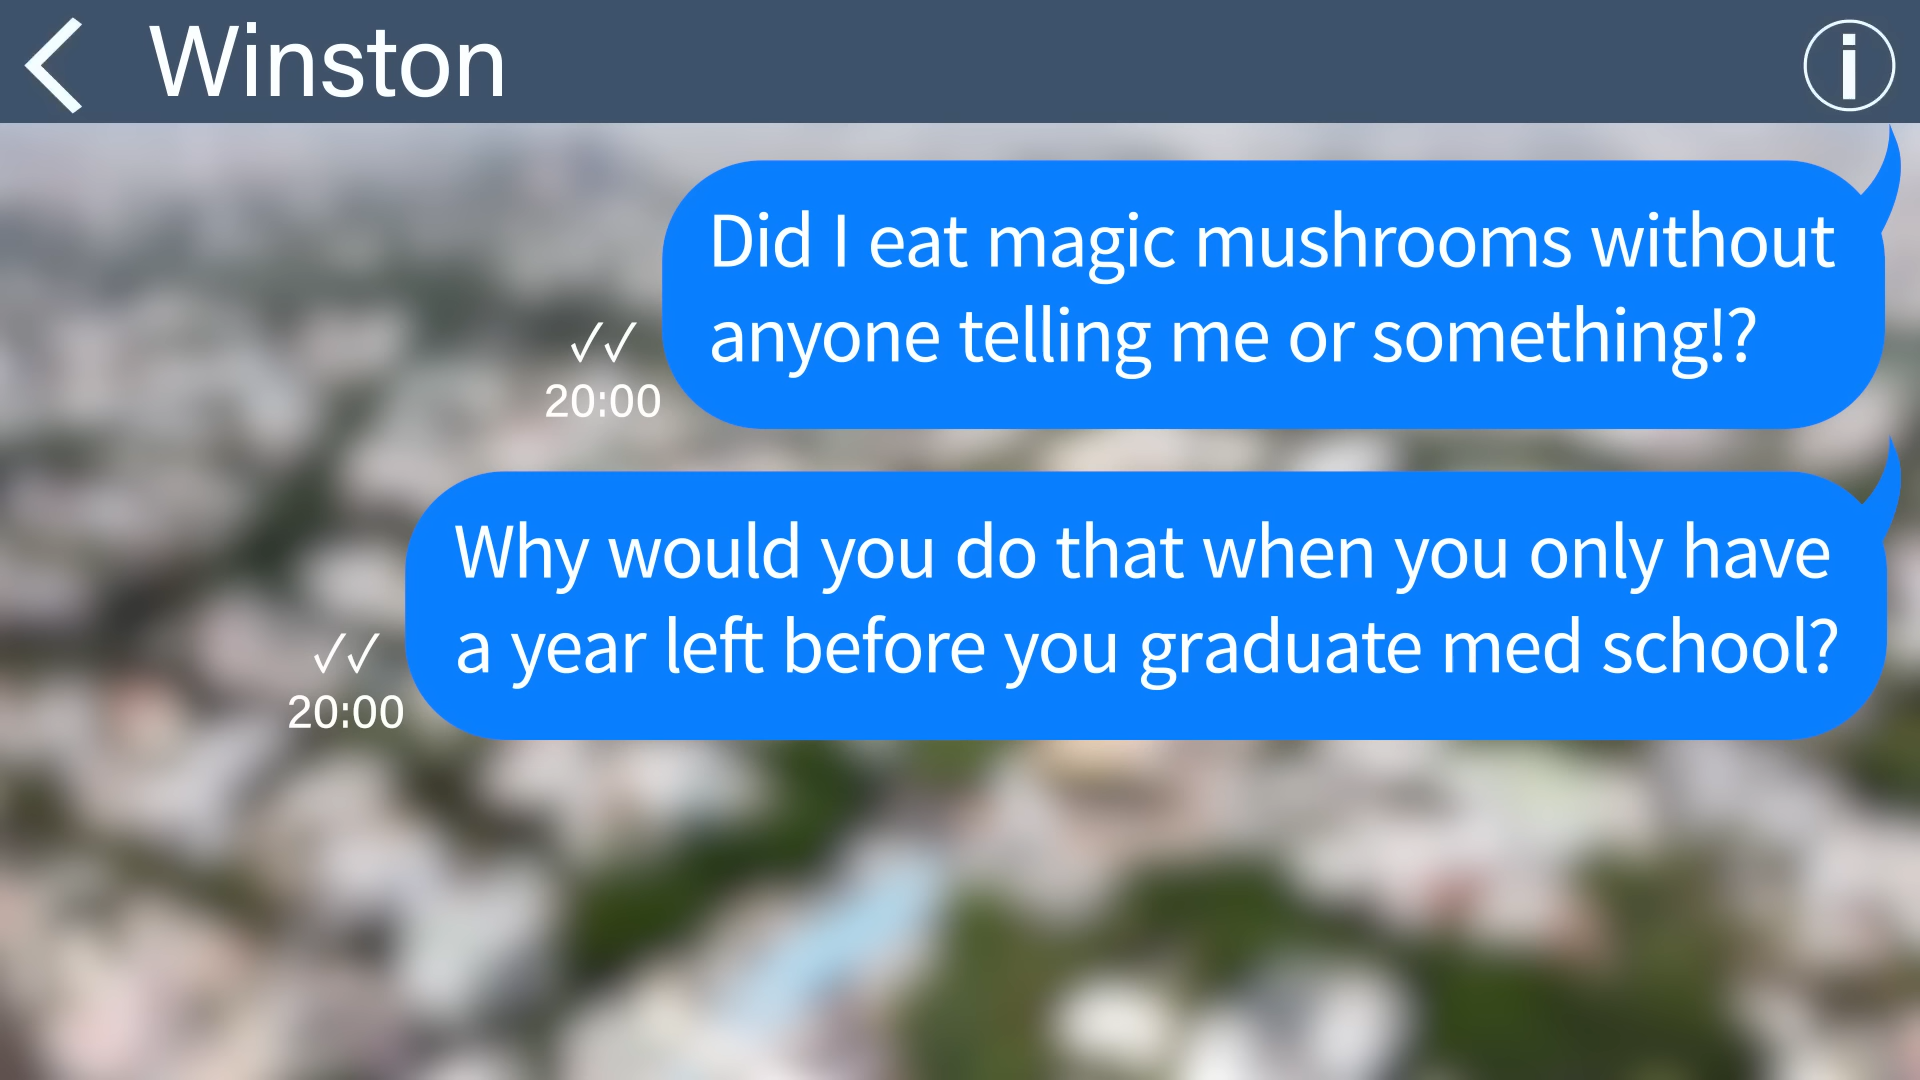 Winston
Did I eat magic mushrooms without
anyone telling me or something!?
20:00
Why would you do that when you only have
a year left before you graduate med school?
20:00